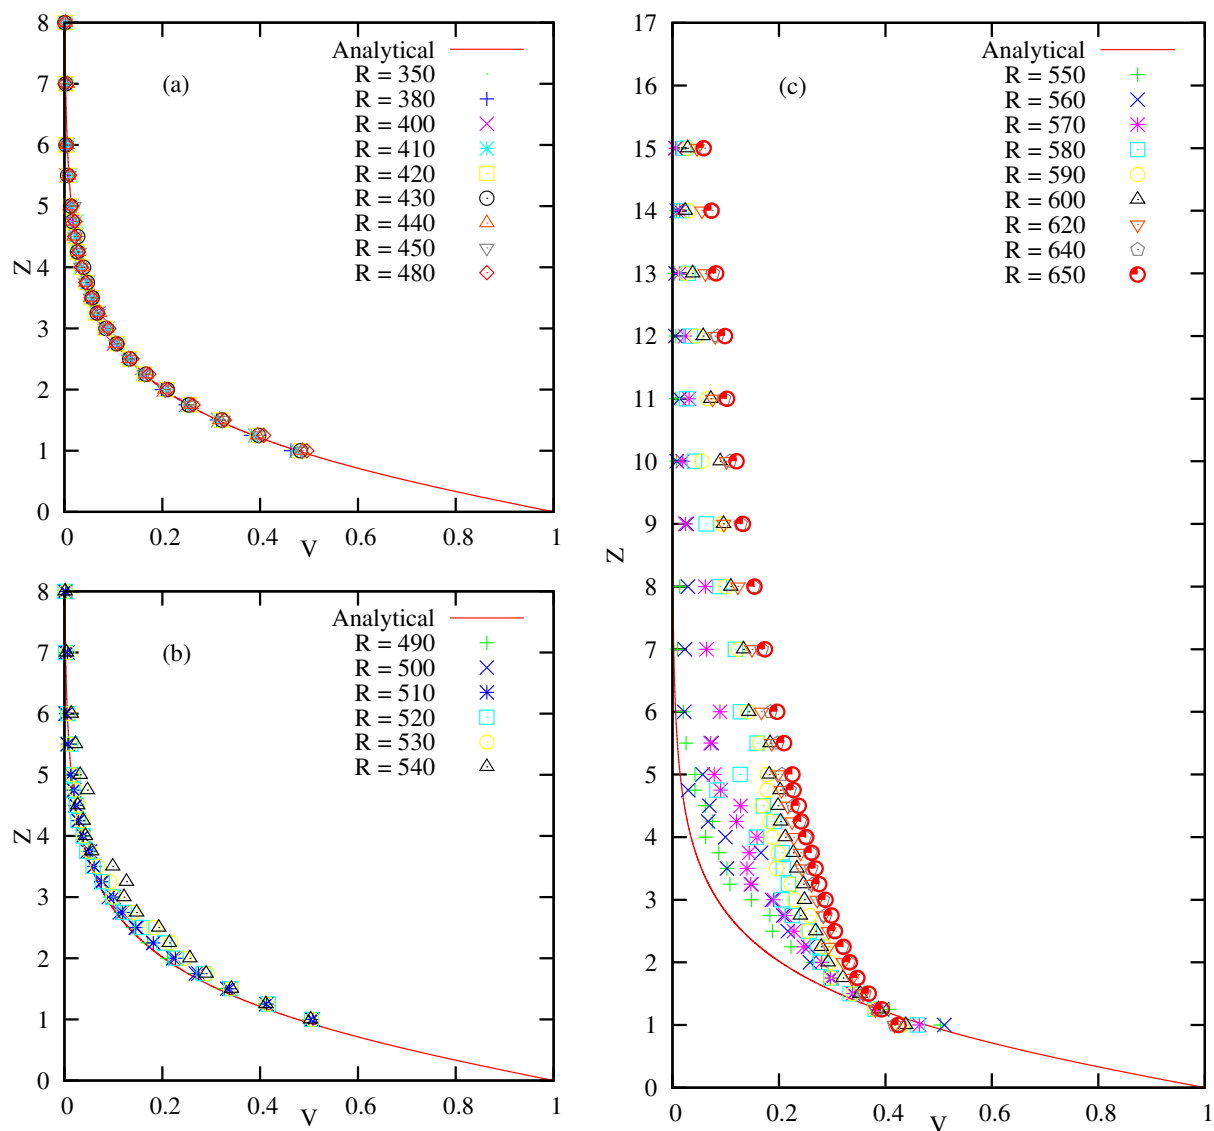 8
7
6
5
4
3
2
1
0
Z
0 0.2 0.4 0.6 0.8 1
V
(a)
Analytical
R = 350
R = 380
R = 400
R = 410
R = 420
R = 430
R = 440
R = 450
R = 480
8
7
6
5
4
3
2
1
0
Z
0 0.2 0.4 0.6 0.8 1
V
(b)
Analytical
R = 490
R = 500
R = 510
R = 520
R = 530
R = 540
17
16
15
14
13
12
11
10
9
8
7
6
5
4
3
2
1
0
Z
0 0.2 0.4 0.6 0.8 1
V
(c)
Analytical
R = 550
R = 560
R = 570
R = 580
R = 590
R = 600
R = 620
R = 640
R = 650